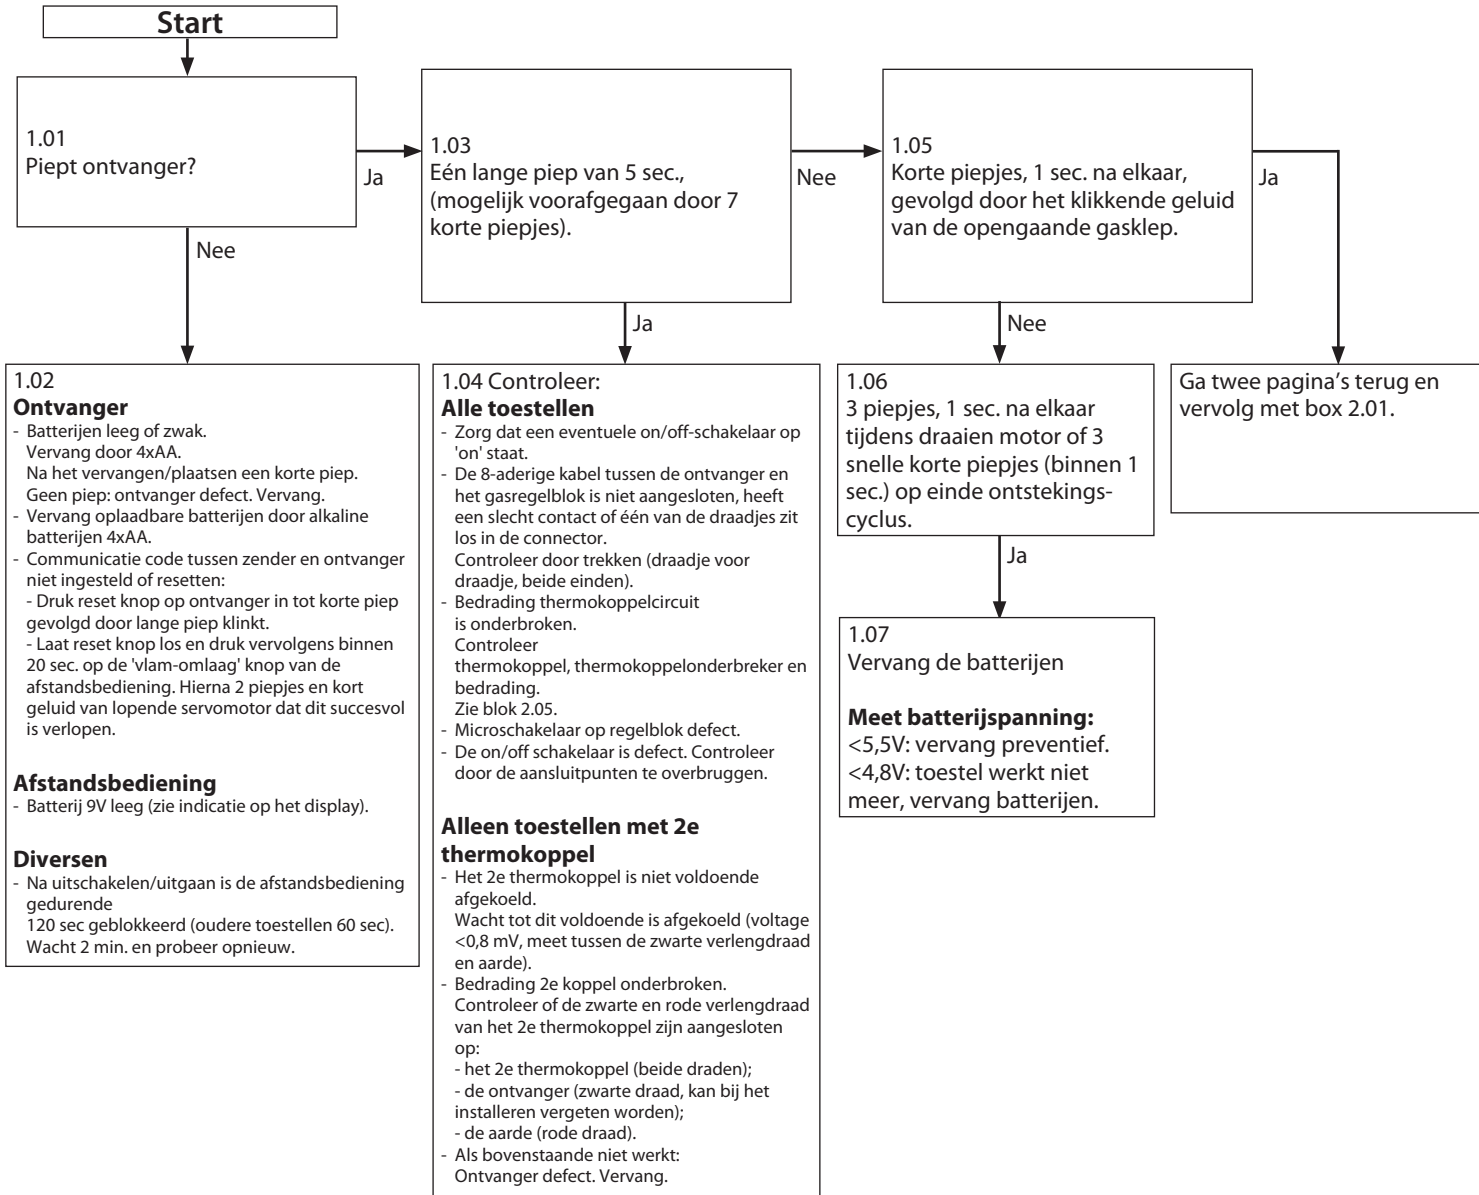 Start
1.01
Piept ontvanger?
Ja
Nee
1.03
Eén lange piep van 5 sec.,
(mogelijk voorafgegaan door 7
korte piepjes).
Nee
Ja
1.05
Korte piepjes, 1 sec. na elkaar,
gevolgd door het klikkende geluid
van de opengaande gasklep.
Ja
Nee
1.02
Ontvanger
- Batterijen leeg of zwak.
Vervang door 4xAA.
Na het vervangen/plaatsen een korte piep.
Geen piep: ontvanger defect. Vervang.
- Vervang oplaadbare batterijen door alkaline
batterijen 4xAA.
- Communicatie code tussen zender en ontvanger
niet ingesteld of resetten:
- Druk reset knop op ontvanger in tot korte piep
gevolgd door lange piep klinkt.
- Laat reset knop los en druk vervolgens binnen
20 sec. op de 'vlam-omlaag' knop van de
afstandsbediening. Hierna 2 piepjes en kort
geluid van lopende servomotor dat dit succesvol
is verlopen.
Afstandsbediening
- Batterij 9V leeg (zie indicatie op het display).
Diversen
- Na uitschakelen/uitgaan is de afstandsbediening
gedurende
120 sec geblokkeerd (oudere toestellen 60 sec).
Wacht 2 min. en probeer opnieuw.
1.04 Controleer:
Alle toestellen
- Zorg dat een eventuele on/off-schakelaar op
'on' staat.
- De 8-aderige kabel tussen de ontvanger en
het gasregelblok is niet aangesloten, heeft
een slecht contact of één van de draadjes zit
los in de connector.
Controleer door trekken (draadje voor
draadje, beide einden).
- Bedrading thermokoppelcircuit
is onderbroken.
Controleer
thermokoppel, thermokoppelonderbreker en
bedrading.
Zie blok 2.05.
- Microschakelaar op regelblok defect.
- De on/off schakelaar is defect. Controleer
door de aansluitpunten te overbruggen.
Alleen toestellen met 2e
thermokoppel
- Het 2e thermokoppel is niet voldoende
afgekoeld.
Wacht tot dit voldoende is afgekoeld (voltage
<0,8 mV, meet tussen de zwarte verlengdraad
en aarde).
- Bedrading 2e koppel onderbroken.
Controleer of de zwarte en rode verlengdraad
van het 2e thermokoppel zijn aangesloten
op:
- het 2e thermokoppel (beide draden);
- de ontvanger (zwarte draad, kan bij het
installeren vergeten worden);
- de aarde (rode draad).
- Als bovenstaande niet werkt:
Ontvanger defect. Vervang.
1.06
3 piepjes, 1 sec. na elkaar
tijdens draaien motor of 3
snelle korte piepjes (binnen 1
sec.) op einde ontstekings-
cyclus.
Ja
1.07
Vervang de batterijen
Meet batterijspanning:
<5,5V: vervang preventief.
<4,8V: toestel werkt niet
meer, vervang batterijen.
Ga twee pagina's terug en
vervolg met box 2.01.